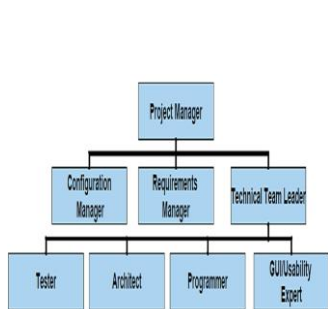 Project Manager
Configuration
Manager
Requirements
Manager
Technical Team Leader
Tester
Architect
Programmer
GUI/Usability
Expert